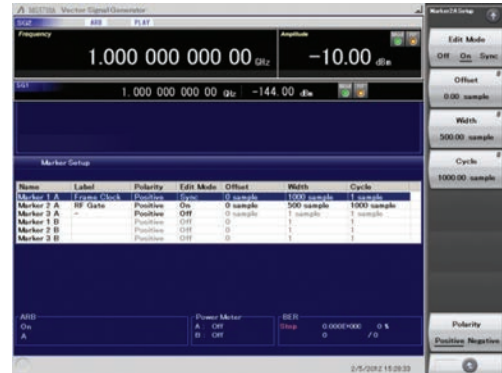 MG3710A Vector Signal Generator
SG2 ARB PLAY
Frequency
Amplitude
1.000 000 000 00 GHz
-10.00 dBm
SG1
1. 000 000 000 00 GHz -144. 00 dBm
Marker Setup
Name Label Polarity Edit Mode Offset Width Cycle
Marker 1 A Frame Clock Positive Sync 0 sample 1000 sample 1 sample
Marker 2 A RF Gate Positive On 0 sample 500 sample 1000 sample
Marker 3 A - Positive Off 0 sample 1 sample 1 sample
Marker 1 B Positive Off 0 1 1
Marker 2 B Positive Off 0 1 1
Marker 3 B Positive Off 0 1 1
ARB
On
A
Power Meter
A : Off
B : Off
BER
Stop 0.000E+000 0 %
0 / 0
2/5/2012 15:29:33
Marker2 A Setup
Edit Mode
Off On Sync
Offset
0.00 sample
Width
500.00 sample
Cycle
1000.00 sample
Polarity
Positive Negative